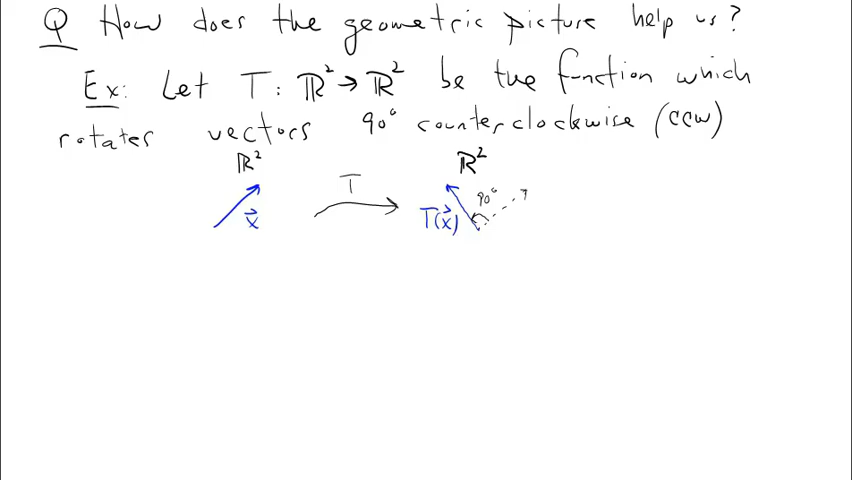 Q How does the geometric picture help us?
Ex: Let T: ℝ² → ℝ² be the function which
rotates vectors 90° counterclockwise (CCW)
ℝ² ℝ²
T 90°
x⃗ T(x⃗)